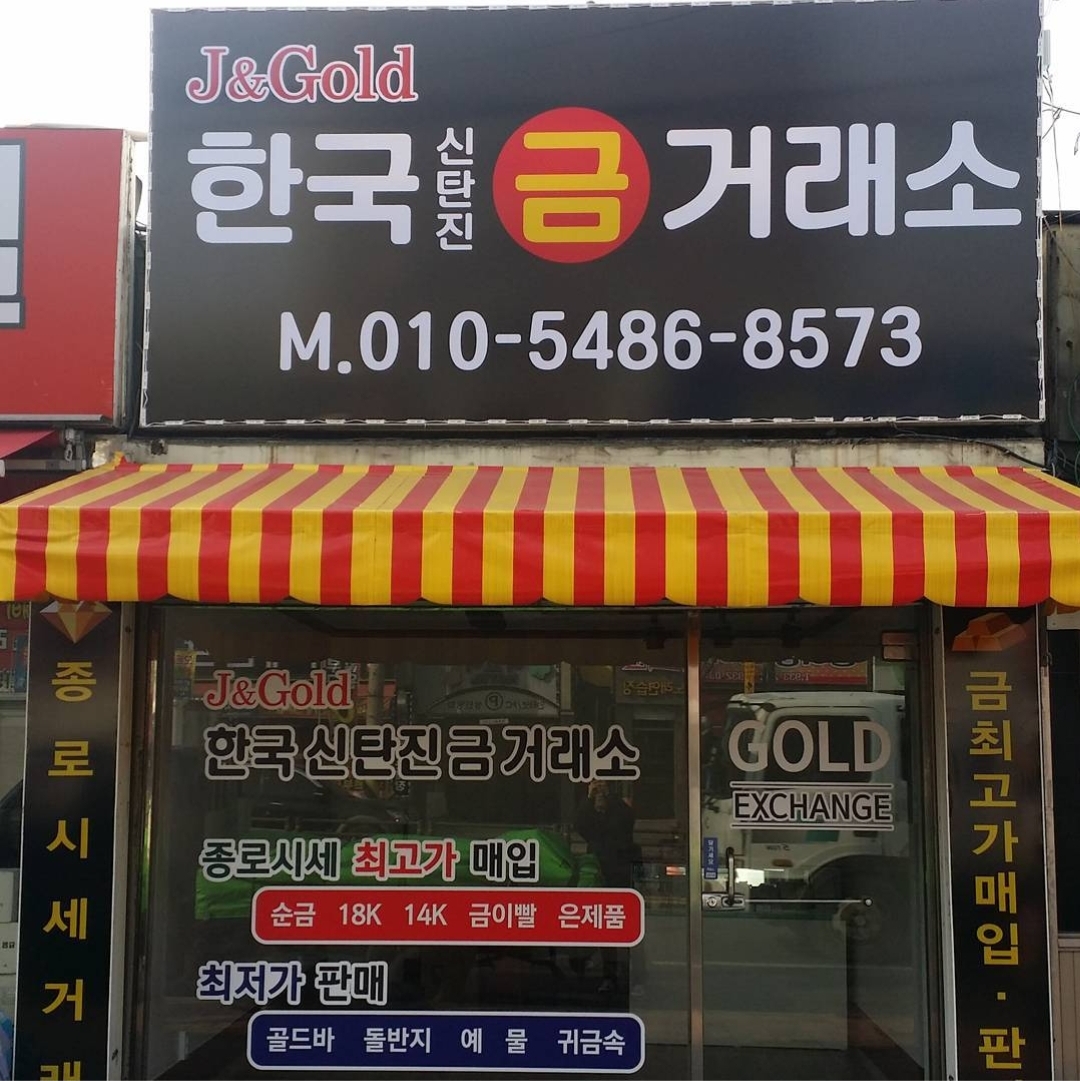 J&Gold
한국 신탄진 금 거래소
M.010-5486-8573
종로시세거래
J&Gold
한국신탄진금거래소
종로시세 최고가 매입
순금 18K 14K 금이빨 은제품
최저가 판매
골드바 돌반지 예 물 귀금속
GOLD
EXCHANGE
금최고가매입·판